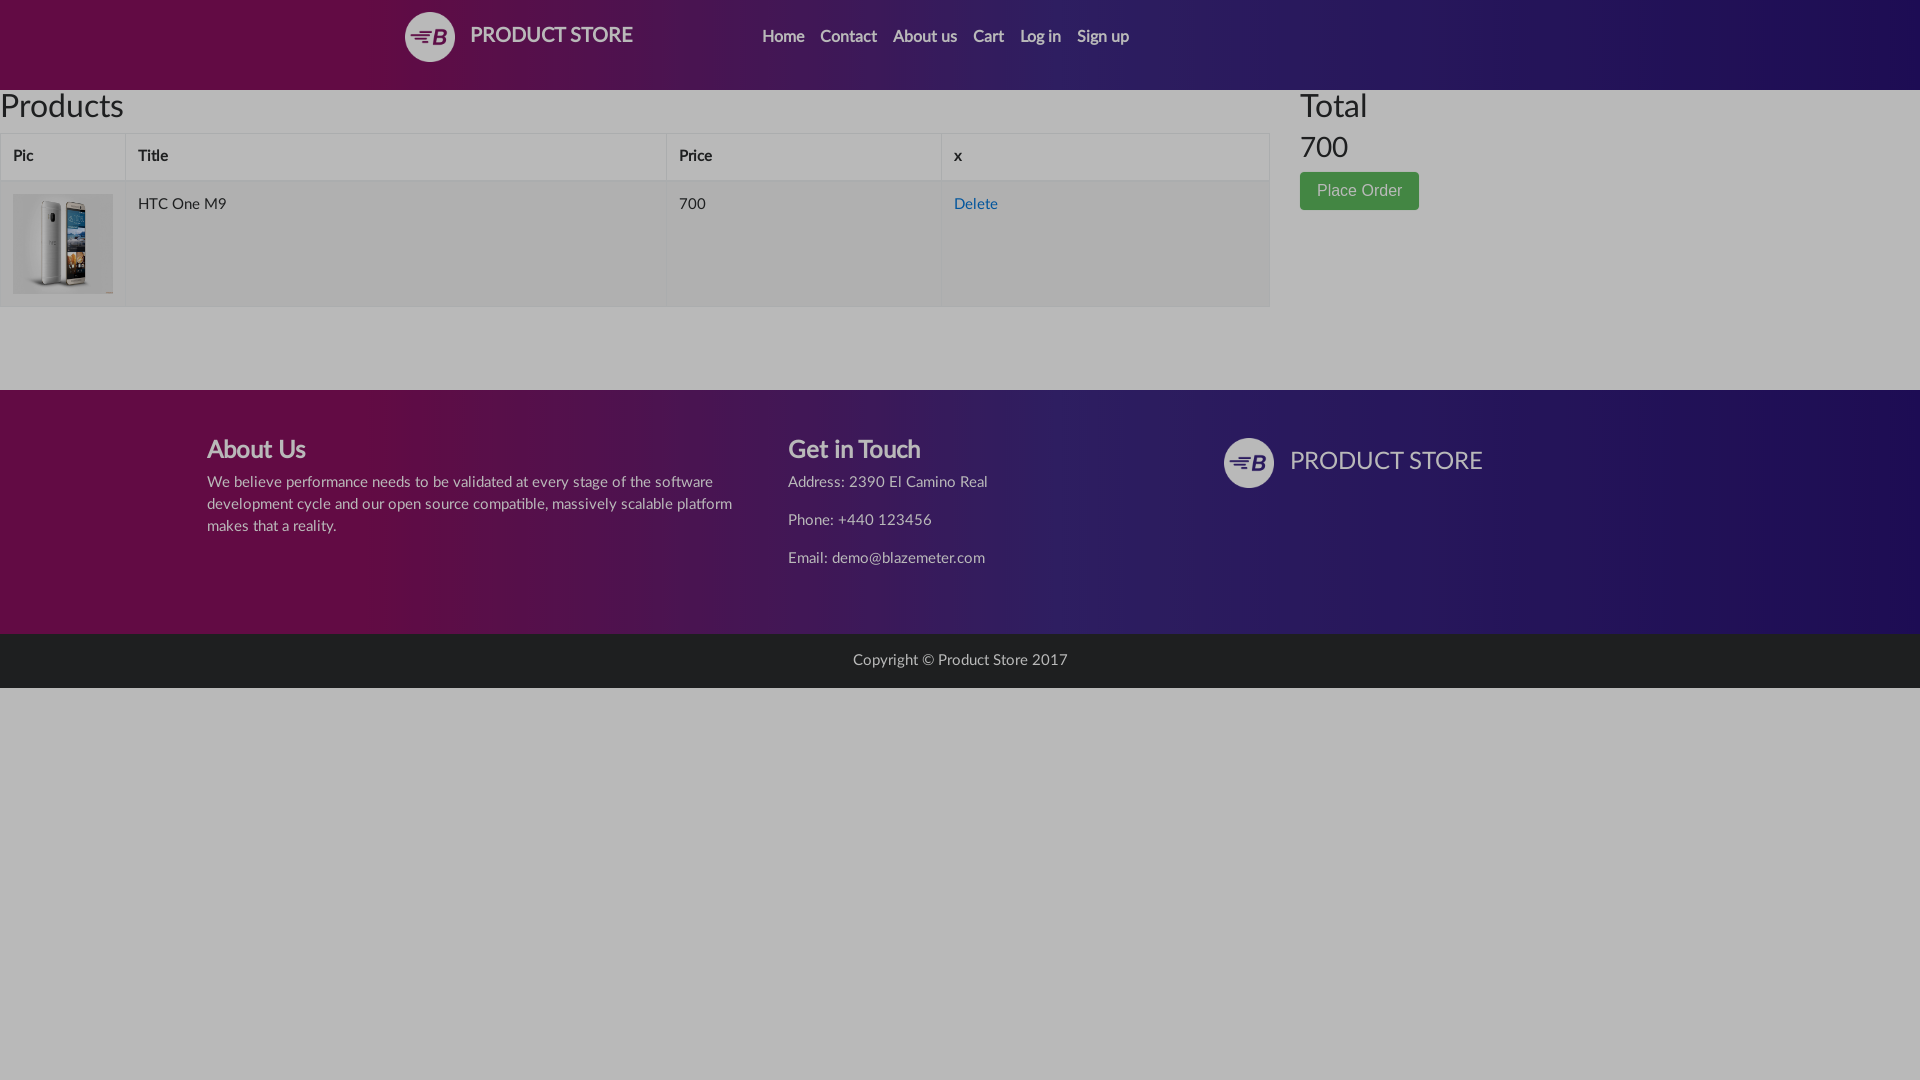 PRODUCT STORE
Home Contact About us Cart Log in Sign up
Products
Pic Title Price x
HTC One M9 700 Delete
Total
700
Place Order
About Us
We believe performance needs to be validated at every stage of the software
development cycle and our open source compatible, massively scalable platform
makes that a reality.
Get in Touch
Address: 2390 El Camino Real
Phone: +440 123456
Email: demo@blazemeter.com
PRODUCT STORE
Copyright © Product Store 2017